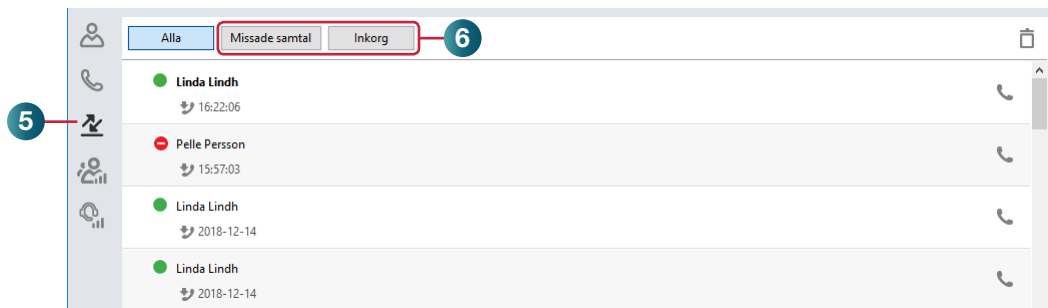 Alla Missade samtal Inkorg 6
Linda Lindh
16:22:06
5
Pelle Persson
15:57:03
Linda Lindh
2018-12-14
Linda Lindh
2018-12-14